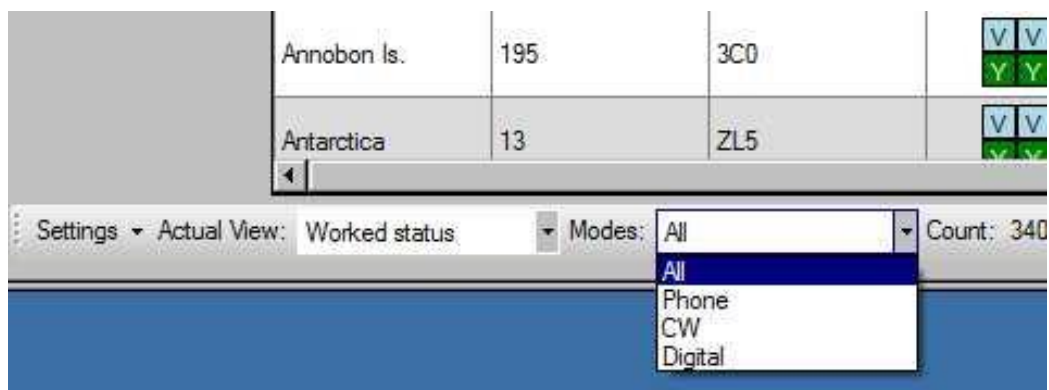 Annobon Is. 195 3C0 V V
Y Y
Antarctica 13 ZL5 V V
Y Y
Settings Actual View: Worked status Modes: All Count: 340
All
Phone
CW
Digital